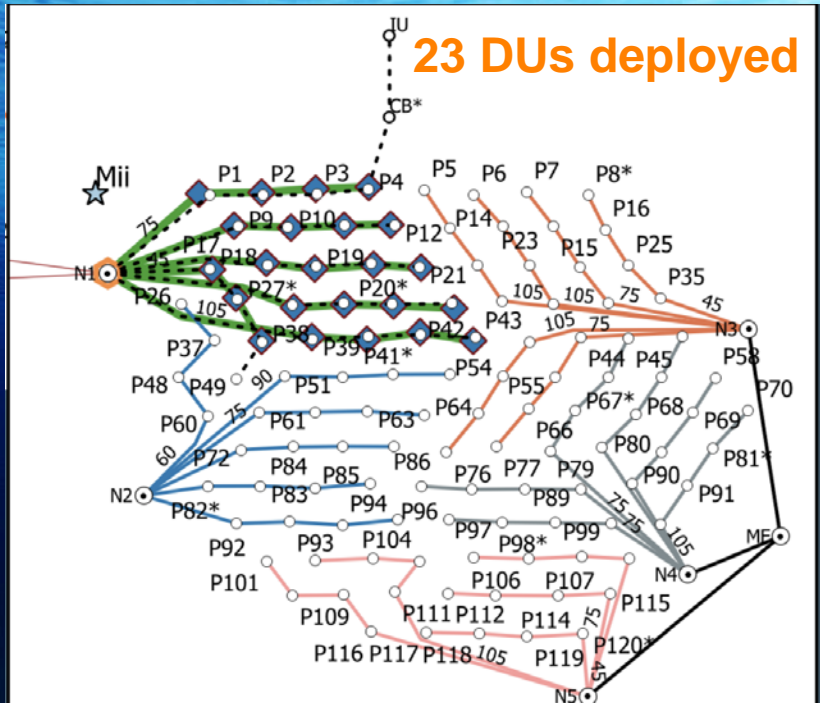 IU
23 DUs deployed
CB*
Mii
P1 P2 P3 P4 P5 P6 P7 P8*
75
P9 P10 P12 P14 P16
P17 P18 P19 P21 P23 P15 P25
45
N1
P26 P27* P20* P35
105
P43 105 105 75 45
P37 P38 P39 P41* P42 105 75 N3
P48 P49 90 P51 P54 P44 P45 P58
P55 P70
P60 75 P61 P63 P64 P67* P68 P69
60 P72 P66 P80
P84 P85 P86 P76 P77 P79 P90 P81*
N2 P83 P89 P91
P82* P94 P96 75
P97 P99 75
P92 P93 P104 P98* 105 ME
P101 P106 P107 N4
P109 P111 P112 P114 75 P115
P116 P117 P118 105 P119 P120*
45
N5